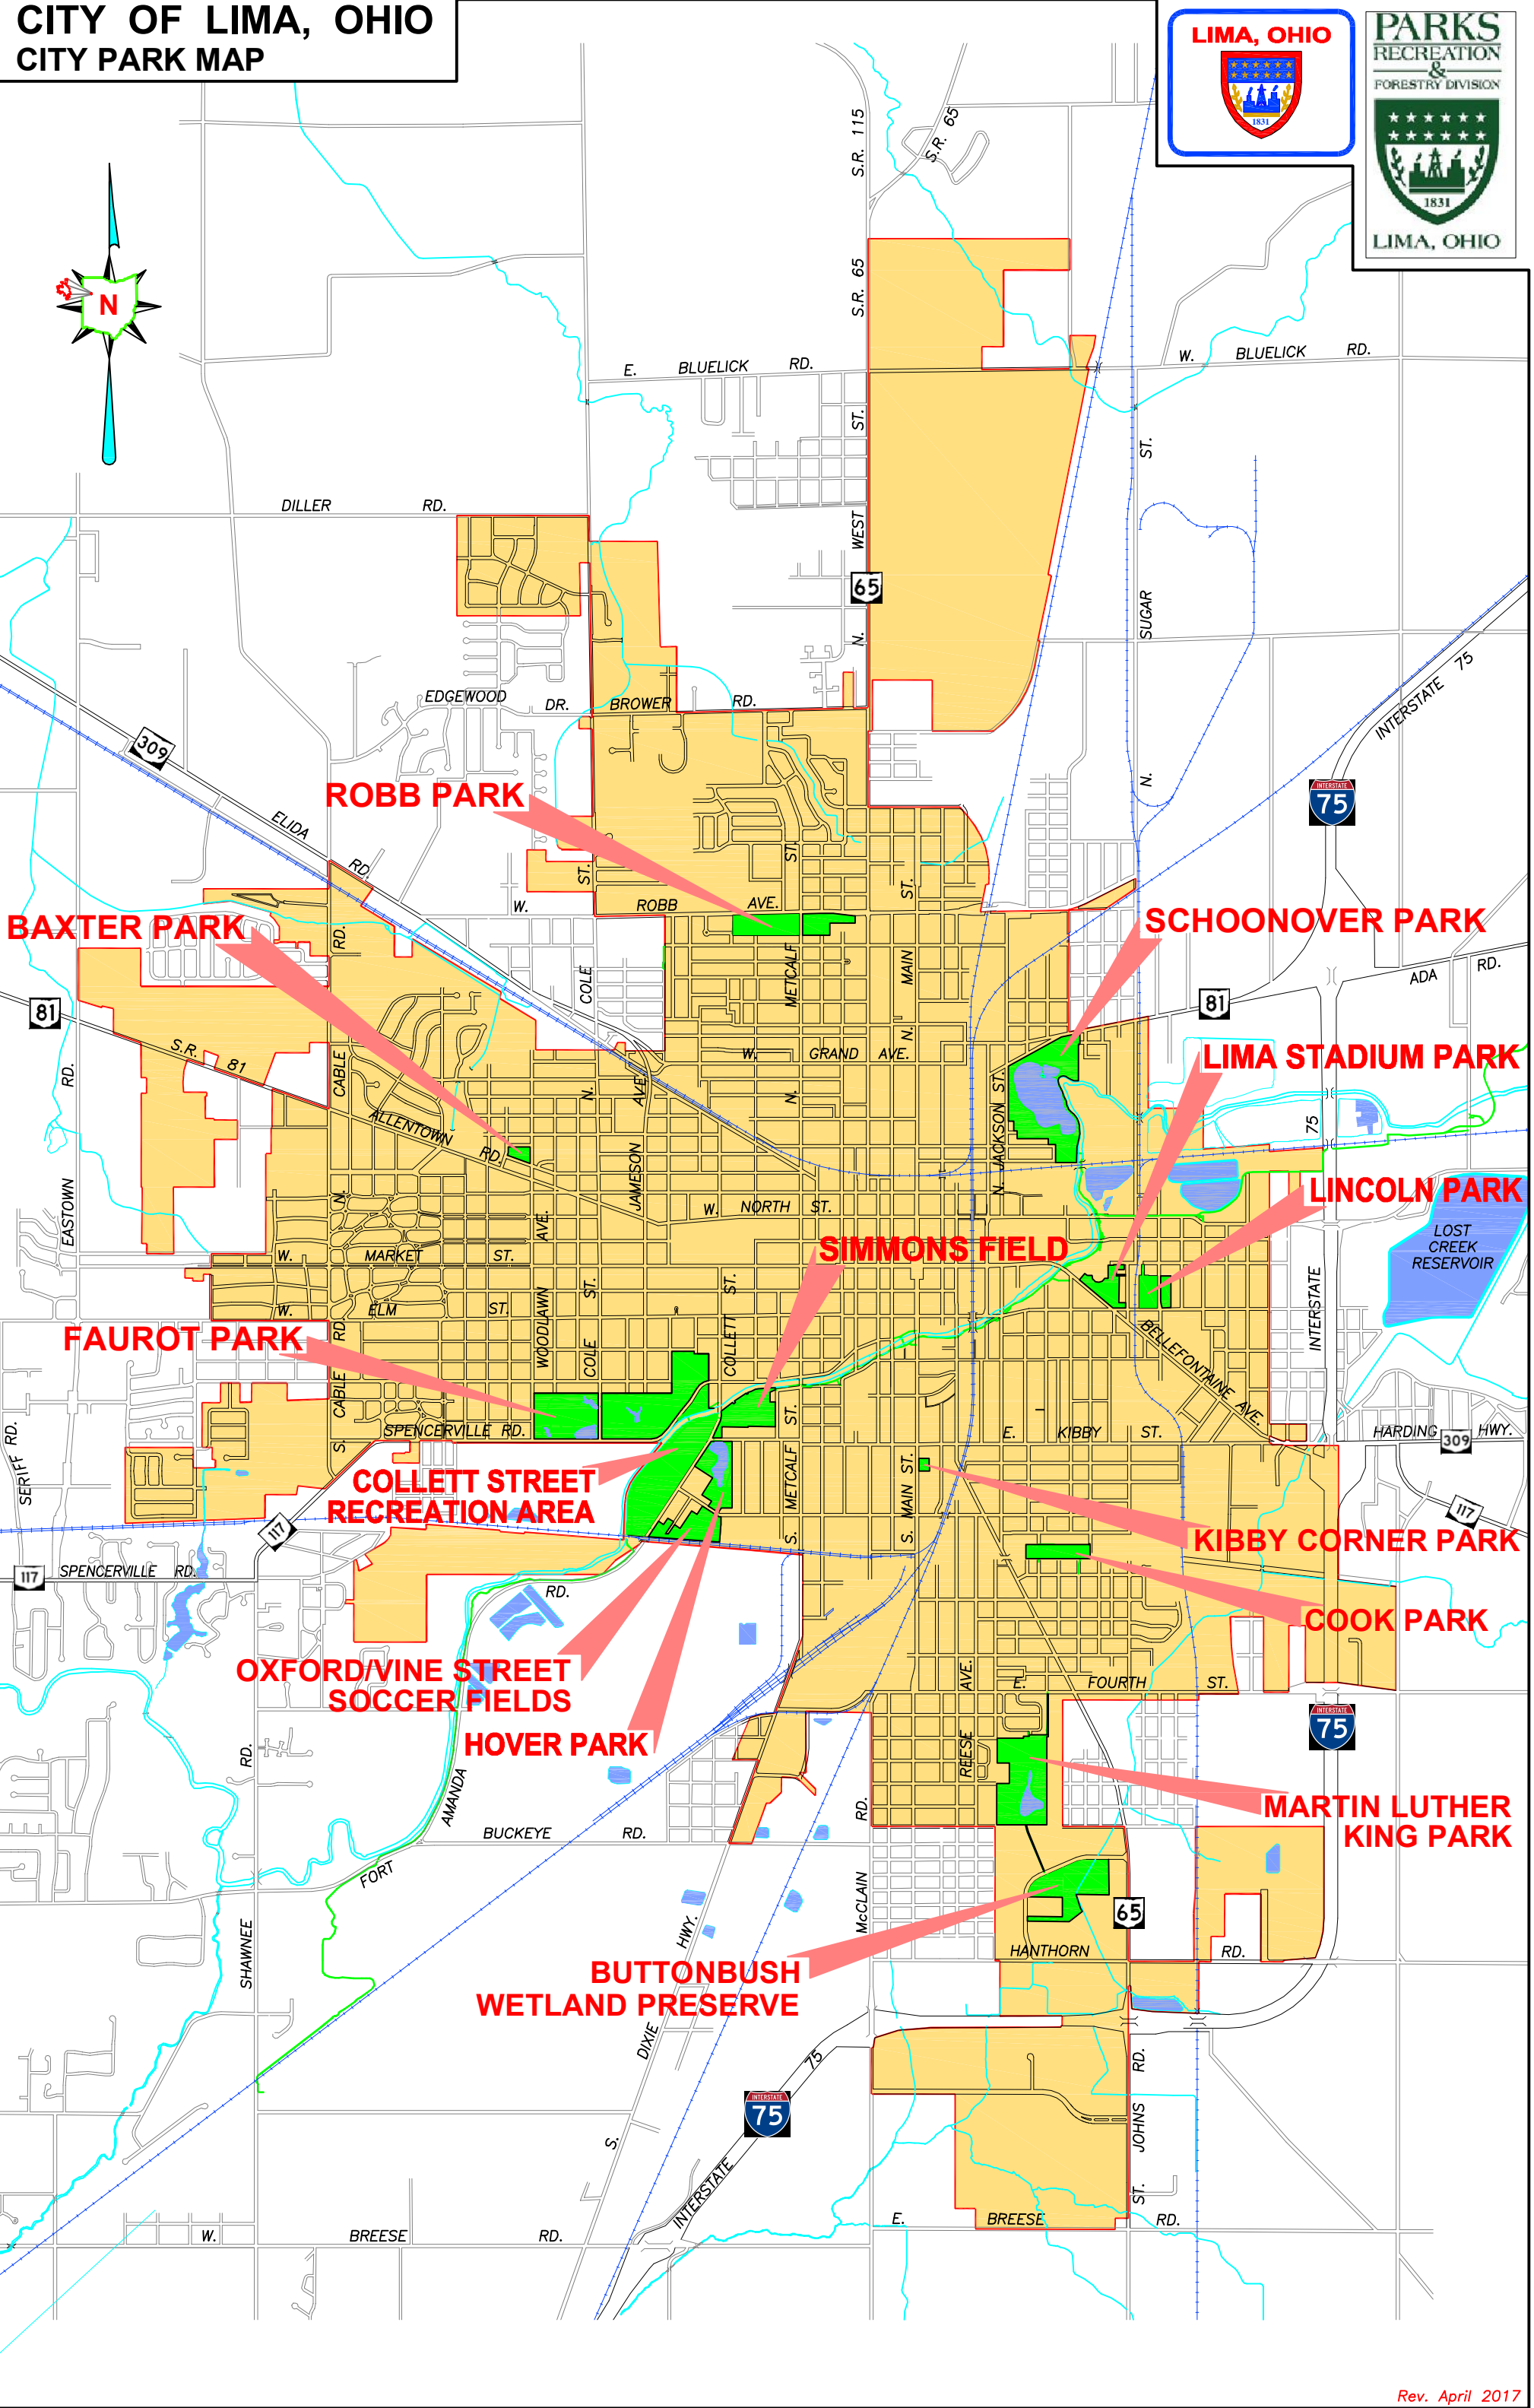 CITY OF LIMA, OHIO
CITY PARK MAP
LIMA, OHIO
1831
PARKS
RECREATION
&
FORESTRY DIVISION
1831
LIMA, OHIO
N
S.R. 115
S.R. 65
S.R. 65
E. BLUELICK RD.
W. BLUELICK RD.
ST.
ST.
DILLER RD.
WEST
65
SUGAR
N.
INTERSTATE 75
EDGEWOOD DR.
BROWER RD.
309
N.
INTERSTATE
75
ROBB PARK
ELIDA RD.
ST.
ST.
ST.
W. ROBB AVE.
BAXTER PARK
SCHOONOVER PARK
RD.
COLE
METCALF
MAIN
ADA RD.
81
81
S.R. 81
N.
W. GRAND AVE.
LIMA STADIUM PARK
RD.
CABLE
N.
AVE.
N.
N. JACKSON ST.
ALLENTOWN RD.
75
JAMESON
EASTOWN
N.
W. NORTH ST.
LINCOLN PARK
AVE.
LOST
CREEK
RESERVOIR
W. MARKET ST.
SIMMONS FIELD
ST.
ST.
W. ELM ST.
INTERSTATE
FAUROT PARK
RD.
WOODLAWN
COLE
COLLETT
BELLEFONTAINE AVE.
CABLE
S.
SPENCERVILLE RD.
ST.
E. KIBBY ST.
HARDING 309 HWY.
SERIFF RD.
COLLETT STREET
RECREATION AREA
METCALF
S.
S. MAIN ST.
117
117
KIBBY CORNER PARK
117
SPENCERVILLE RD.
RD.
COOK PARK
OXFORD/VINE STREET
SOCCER FIELDS
AVE.
E. FOURTH ST.
HOVER PARK
INTERSTATE
75
RD.
REESE
AMANDA
RD.
MARTIN LUTHER
KING PARK
BUCKEYE RD.
FORT
McCLAIN
65
SHAWNEE
HWY.
HANTHORN RD.
BUTTONBUSH
WETLAND PRESERVE
DIXIE
75
RD.
INTERSTATE
75
JOHNS
S.
INTERSTATE
ST.
W. BREESE RD.
E. BREESE RD.
Rev. April 2017